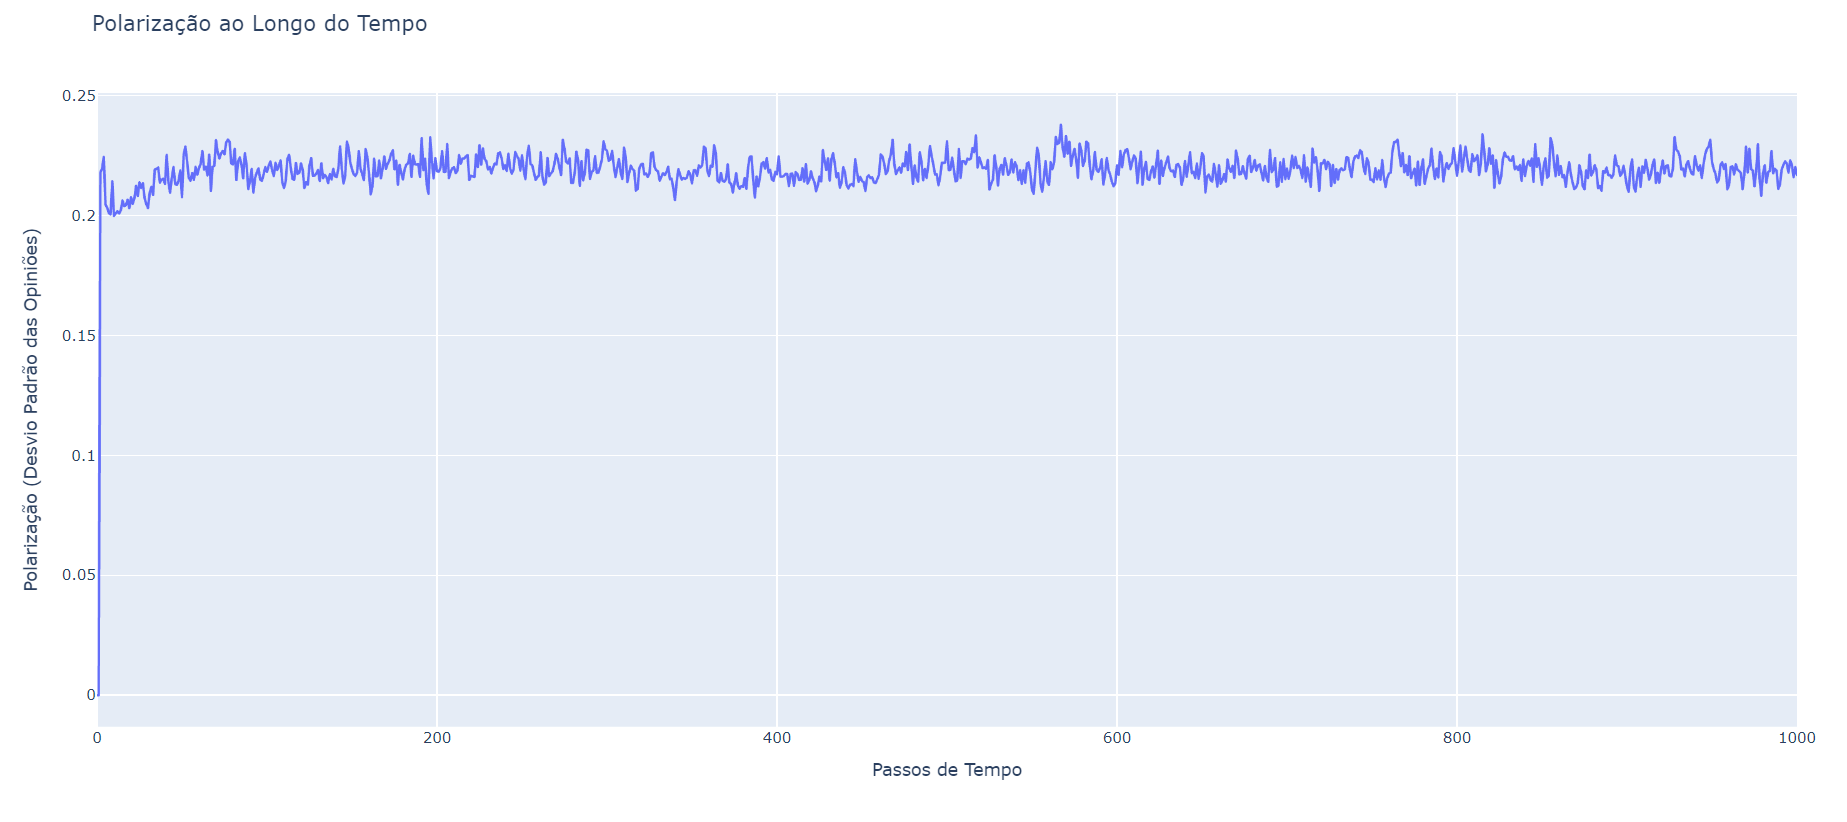 Polarização ao Longo do Tempo
0.25
0.2
0.15
0.1
0.05
0
0 200 400 600 800 1000
Passos de Tempo
Polarização (Desvio Padrão das Opiniões)